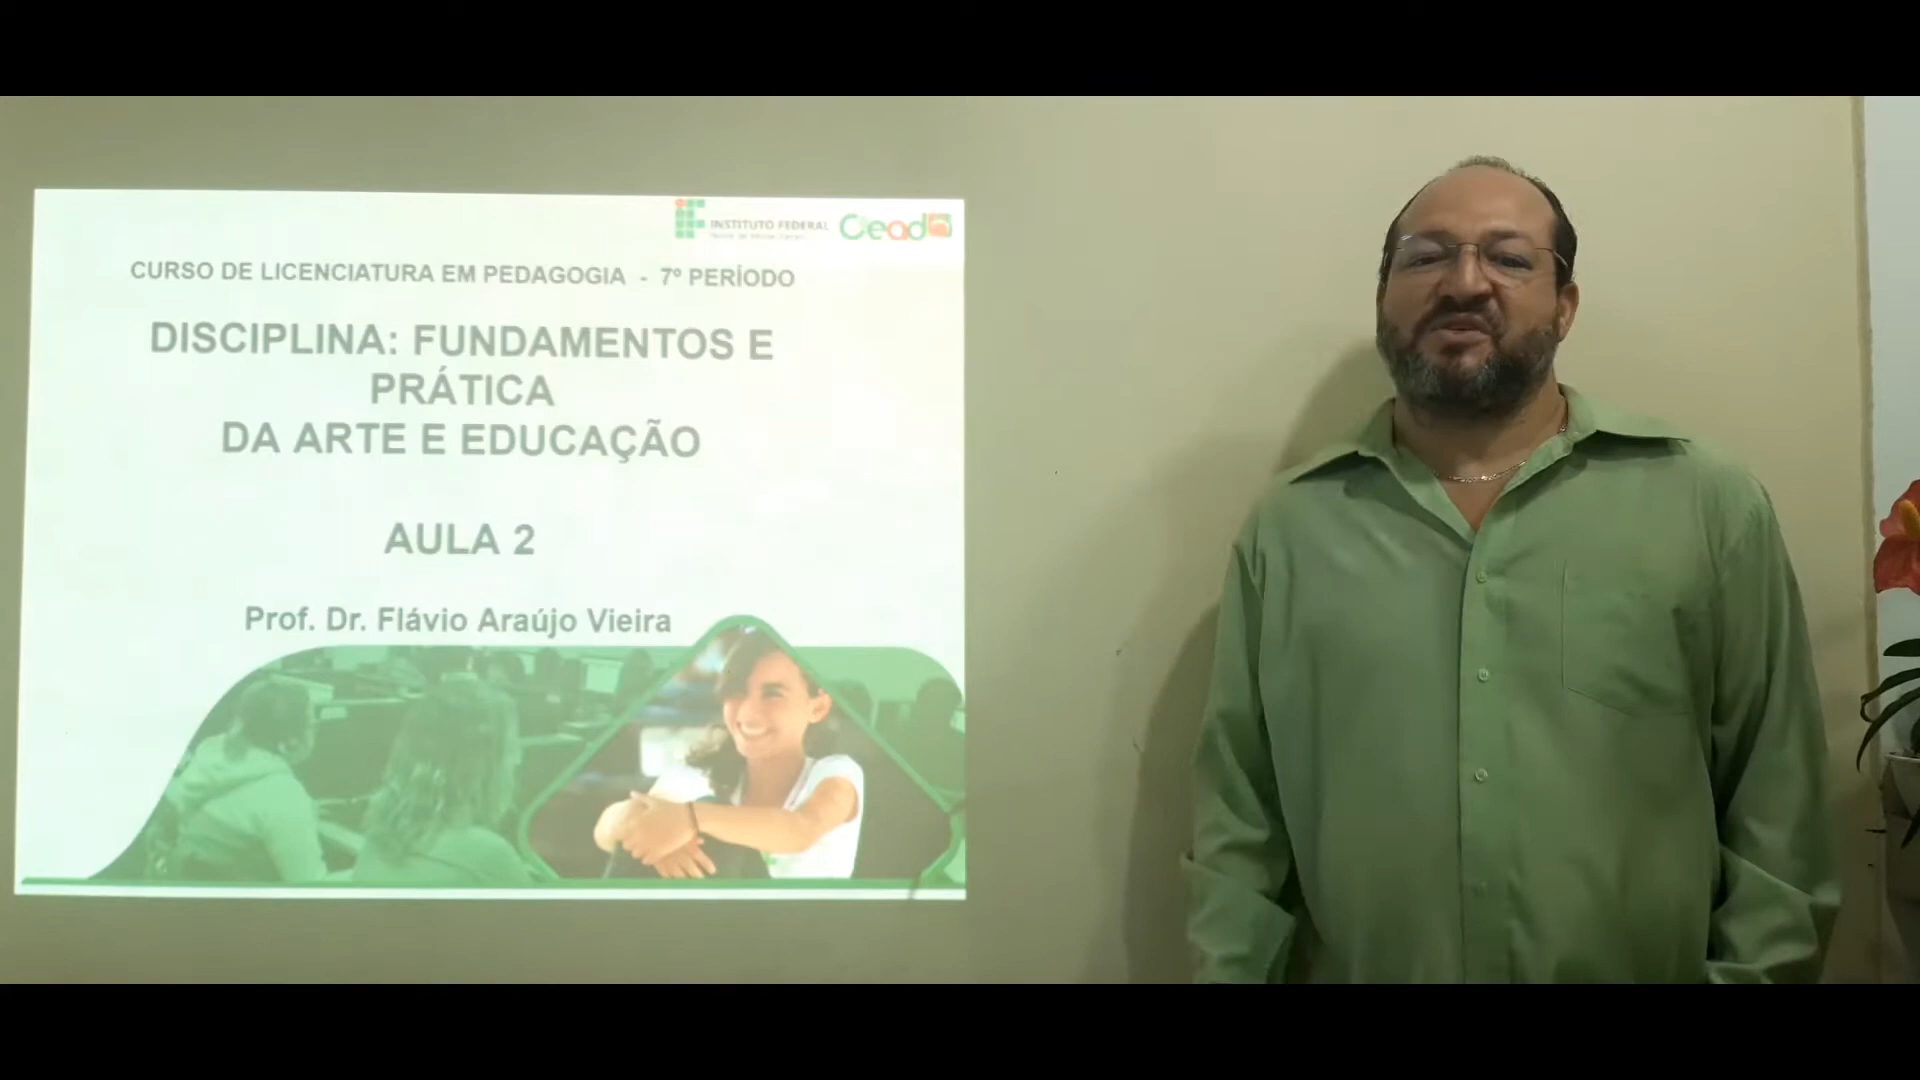 INSTITUTO FEDERAL
Cead
CURSO DE LICENCIATURA EM PEDAGOGIA - 7º PERÍODO
DISCIPLINA: FUNDAMENTOS E
PRÁTICA
DA ARTE E EDUCAÇÃO
AULA 2
Prof. Dr. Flávio Araújo Vieira